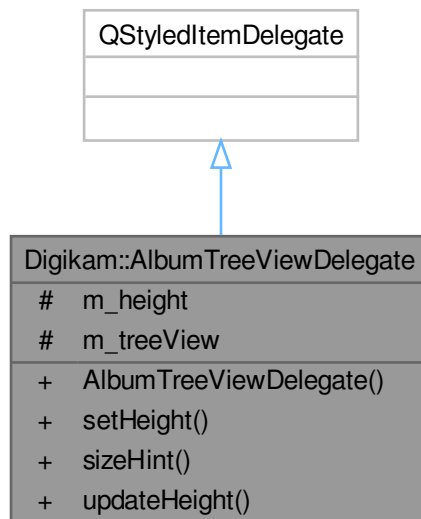 QStyledItemDelegate
Digikam::AlbumTreeViewDelegate
# m_height
# m_treeView
+ AlbumTreeViewDelegate()
+ setHeight()
+ sizeHint()
+ updateHeight()